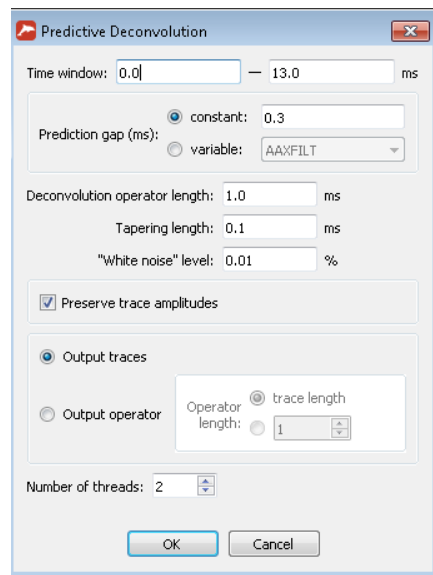 Predictive Deconvolution
Time window: 0.0 — 13.0 ms
Prediction gap (ms):
constant: 0.3
variable: AAXFILT
Deconvolution operator length: 1.0 ms
Tapering length: 0.1 ms
"White noise" level: 0.01 %
Preserve trace amplitudes
Output traces
Output operator
Operator length:
trace length
1
Number of threads: 2
OK Cancel